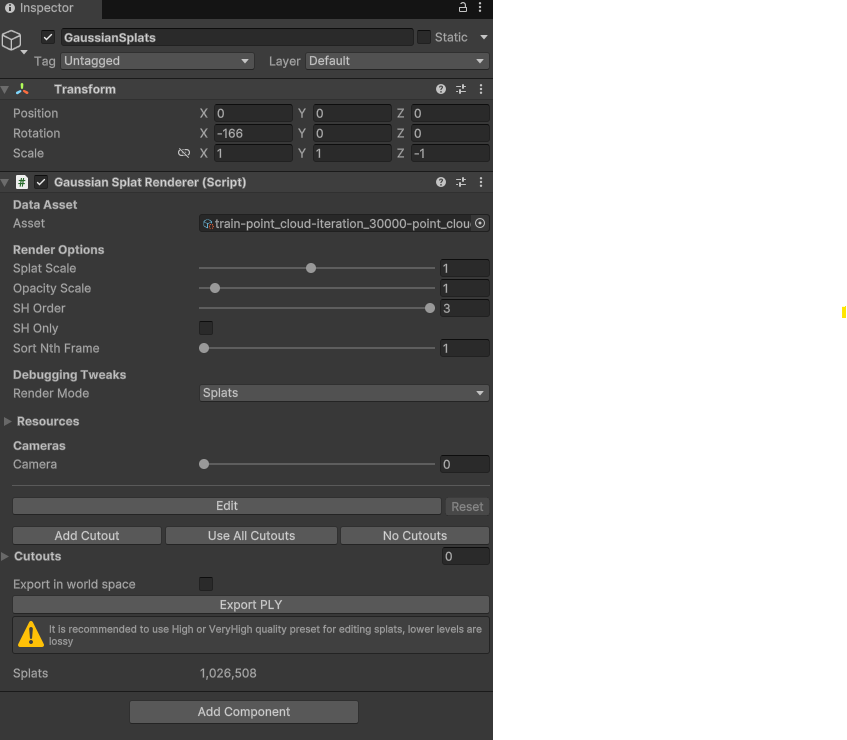 Inspector
GaussianSplats
Static
Tag Untagged Layer Default
Transform
Position X 0 Y 0 Z 0
Rotation X -166 Y 0 Z 0
Scale X 1 Y 1 Z -1
# Gaussian Splat Renderer (Script)
Data Asset
Asset train-point_cloud-iteration_30000-point_clou
Render Options
Splat Scale 1
Opacity Scale 1
SH Order 3
SH Only
Sort Nth Frame 1
Debugging Tweaks
Render Mode Splats
Resources
Cameras
Camera 0
Edit Reset
Add Cutout Use All Cutouts No Cutouts
Cutouts 0
Export in world space
Export PLY
It is recommended to use High or VeryHigh quality preset for editing splats, lower levels are
lossy
Splats 1,026,508
Add Component